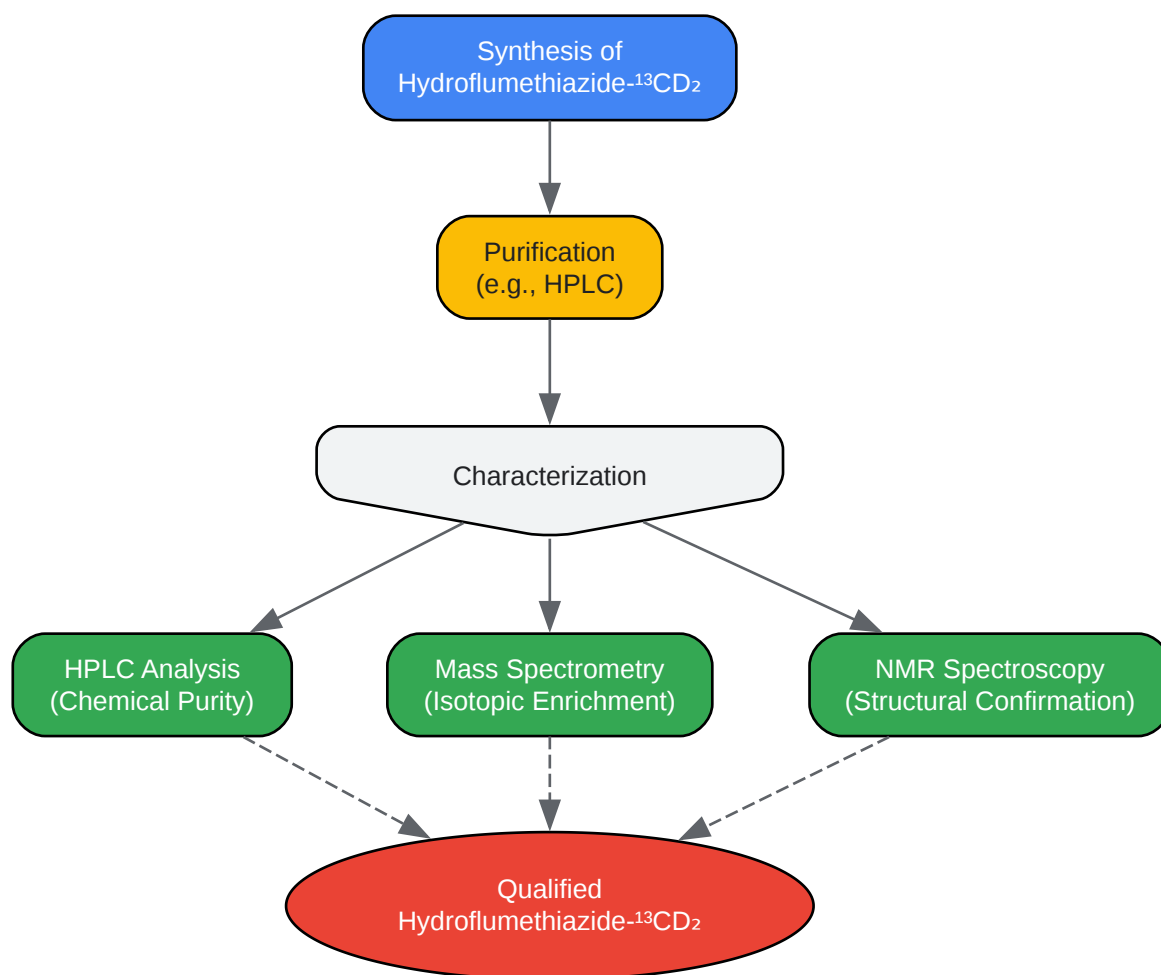 Synthesis of
Hydroflumethiazide-¹³CD₂
Purification
(e.g., HPLC)
Characterization
HPLC Analysis
(Chemical Purity)
Mass Spectrometry
(Isotopic Enrichment)
NMR Spectroscopy
(Structural Confirmation)
Qualified
Hydroflumethiazide-¹³CD₂